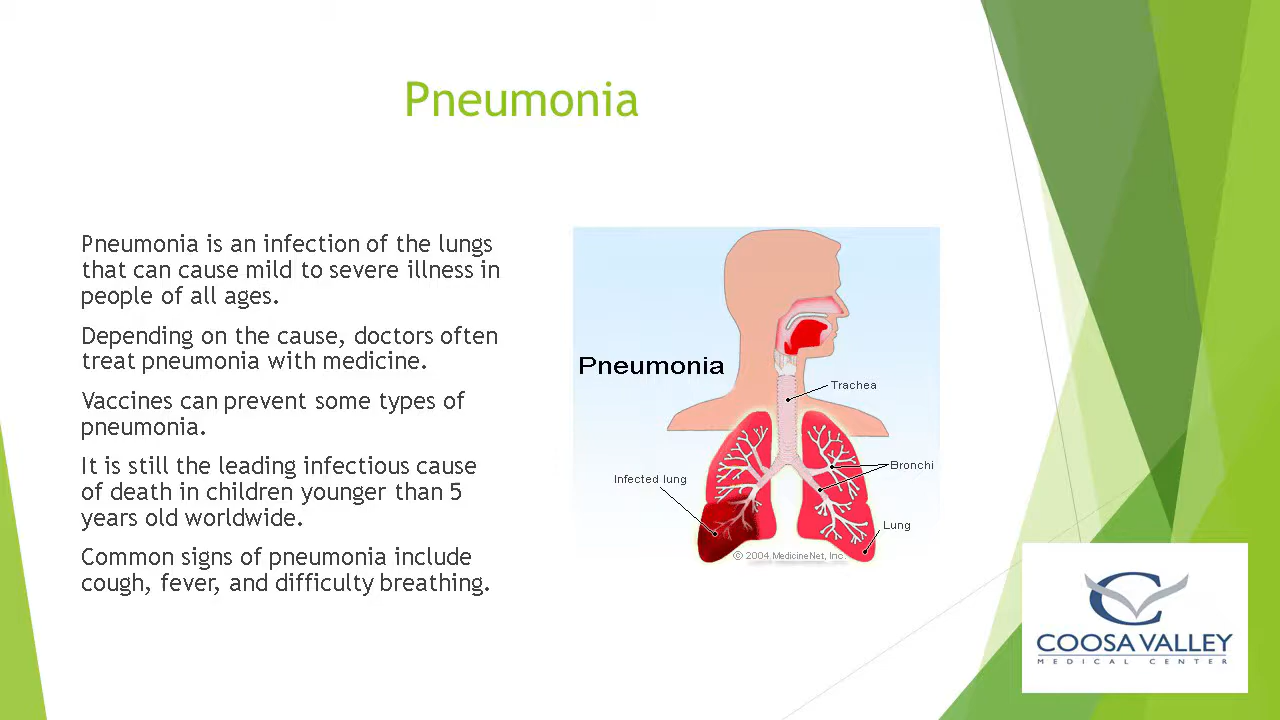 Pneumonia
Pneumonia is an infection of the lungs
that can cause mild to severe illness in
people of all ages.
Depending on the cause, doctors often
treat pneumonia with medicine.
Vaccines can prevent some types of
pneumonia.
It is still the leading infectious cause
of death in children younger than 5
years old worldwide.
Common signs of pneumonia include
cough, fever, and difficulty breathing.
Pneumonia
Trachea
Bronchi
Infected lung
Lung
© 2004 MedicineNet, Inc.
COOSA VALLEY
MEDICAL CENTER